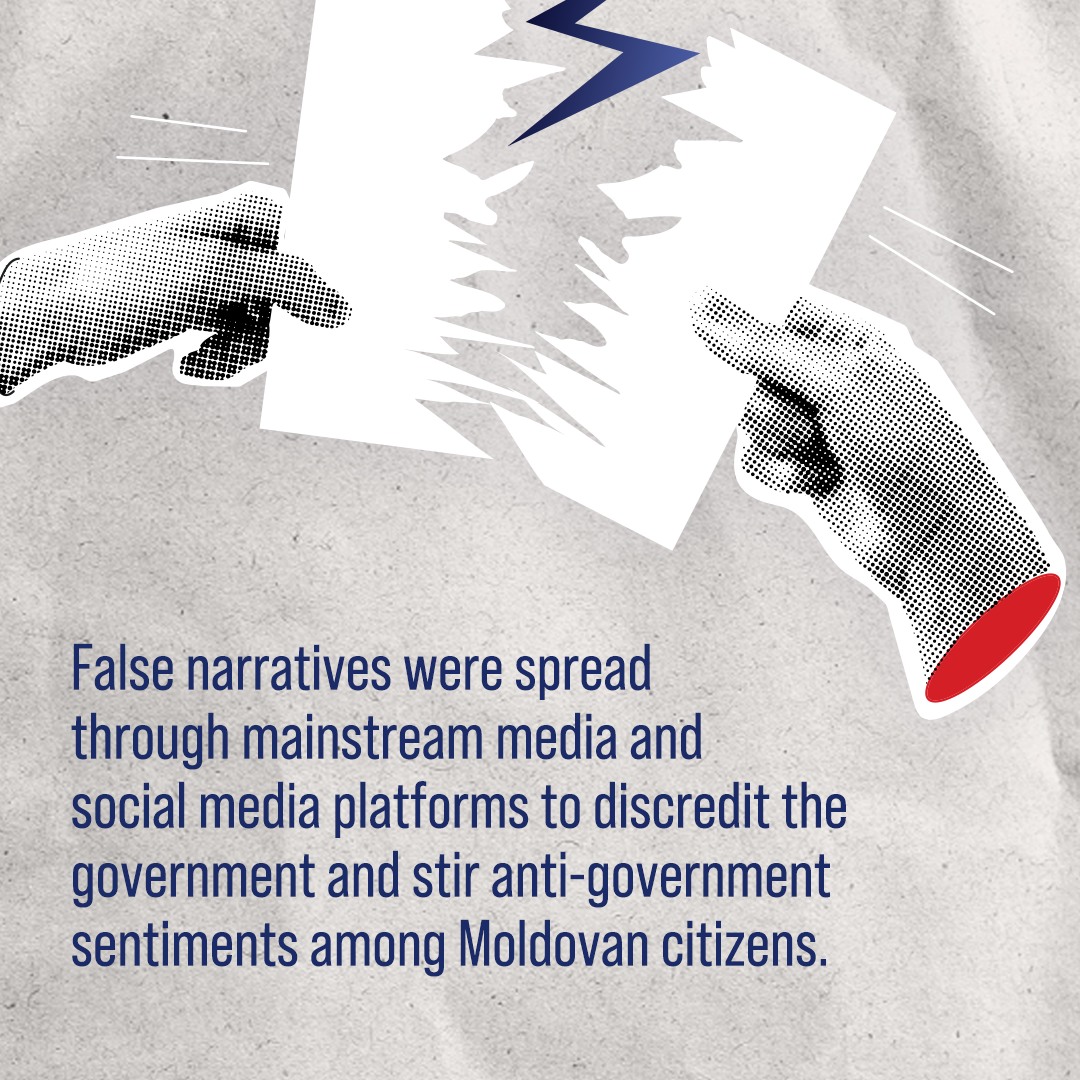 False narratives were spread
through mainstream media and
social media platforms to discredit the
government and stir anti-government
sentiments among Moldovan citizens.